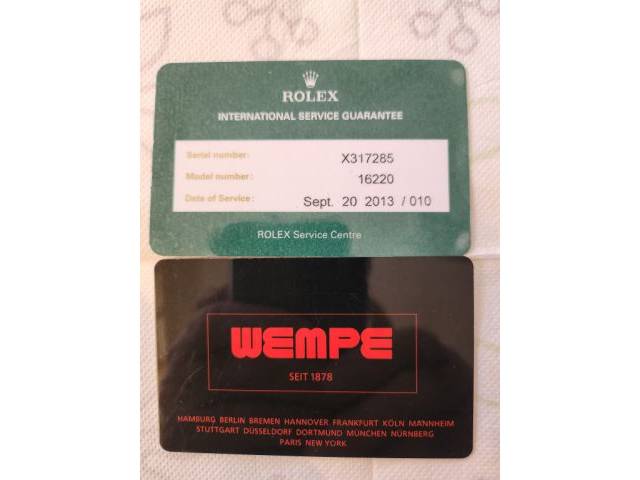 ROLEX
INTERNATIONAL SERVICE GUARANTEE
Serial number: X317285
Model number: 16220
Date of Service: Sept. 20 2013 / 010
ROLEX Service Centre
WEMPE
SEIT 1878
HAMBURG BERLIN BREMEN HANNOVER FRANKFURT KÖLN MANNHEIM
STUTTGART DÜSSELDORF DORTMUND MÜNCHEN NÜRNBERG
PARIS NEW YORK